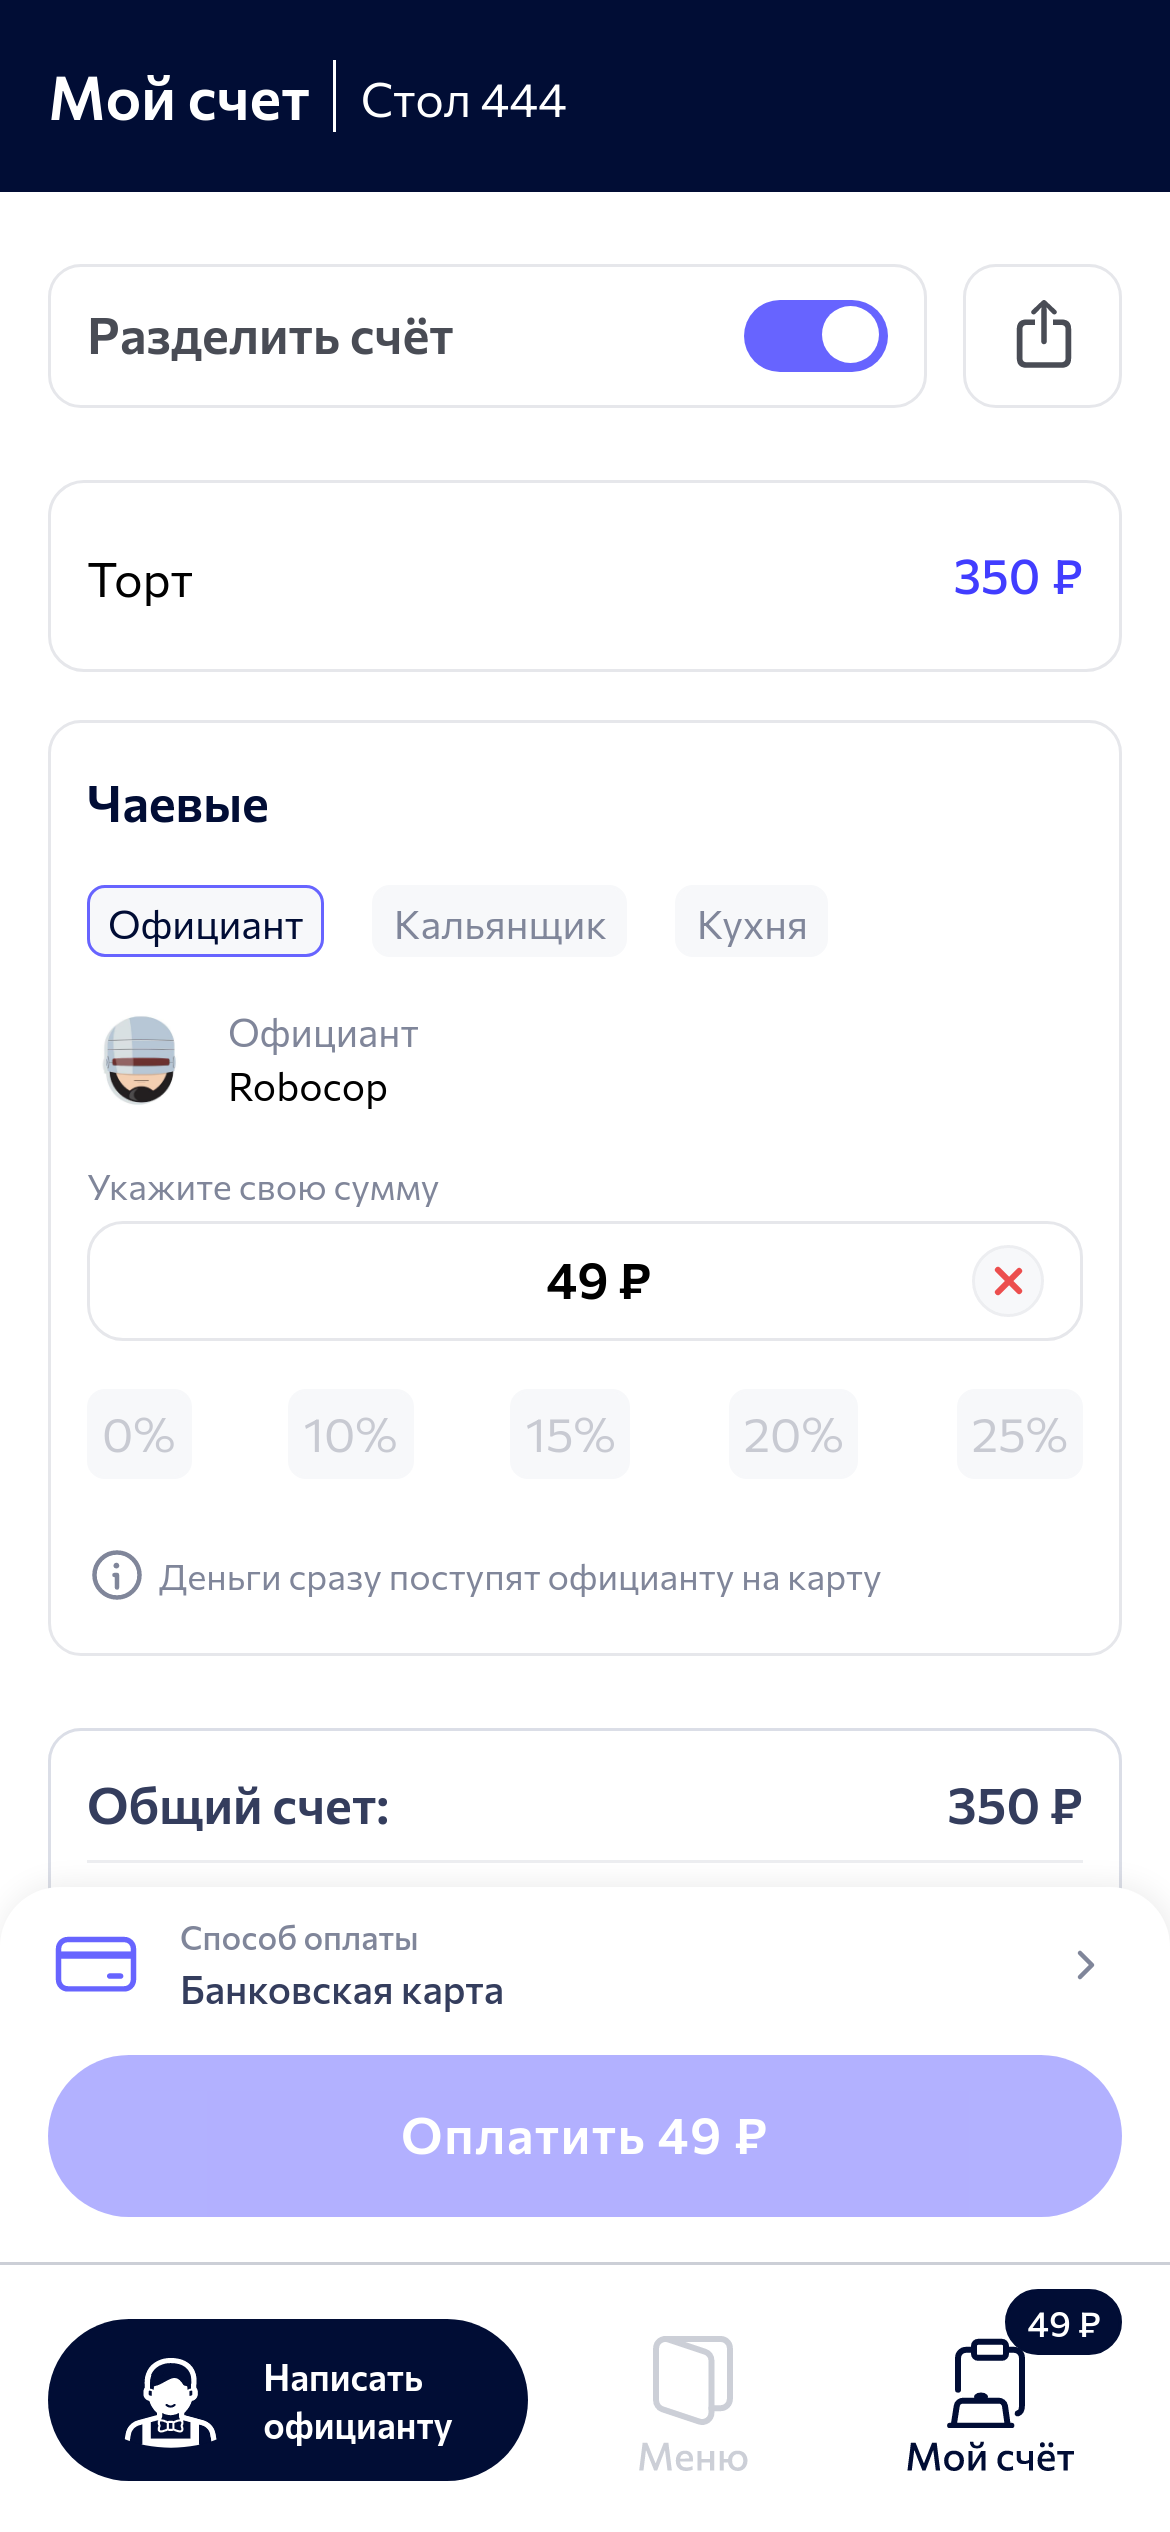 Мой счет
Стол 444
Разделить счёт
Торт
350 ₽
Чаевые
Официант
Кальянщик
Кухня
Официант
Robocop
Укажите свою сумму
49 ₽
0%
10%
15%
20%
25%
Деньги сразу поступят официанту на карту
Общий счет:
350 ₽
Способ оплаты
Банковская карта
Оплатить 49 ₽
Написать
официанту
Меню
49 ₽
Мой счёт